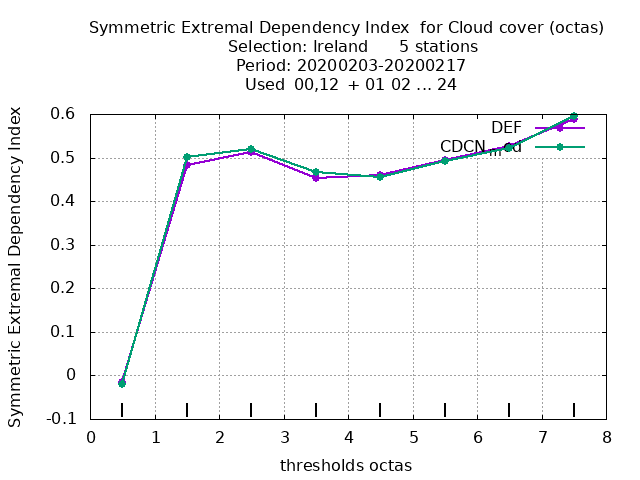 Symmetric Extremal Dependency Index  for Cloud cover (octas)
Selection: Ireland      5 stations
Period: 20200203-20200217
Used  00,12  + 01 02 ... 24
Symmetric Extremal Dependency Index
0.6
0.5
0.4
0.3
0.2
0.1
0
-0.1
DEF
0 1 2 3 4 5 6 7 8
thresholds octas